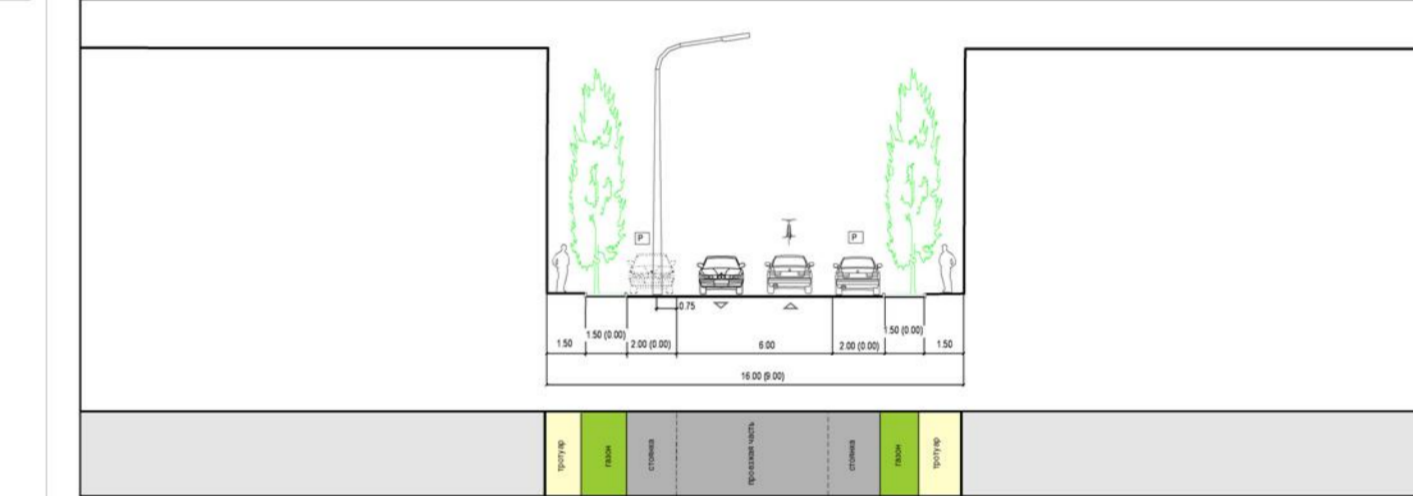 P
P
0.75
1.50 (0.00)
1.50 (0.00)
1.50
2.00 (0.00)
6.00
2.00 (0.00)
1.50
16.00 (9.00)
тротуар
газон
стоянка
проезжая часть
стоянка
газон
тротуар